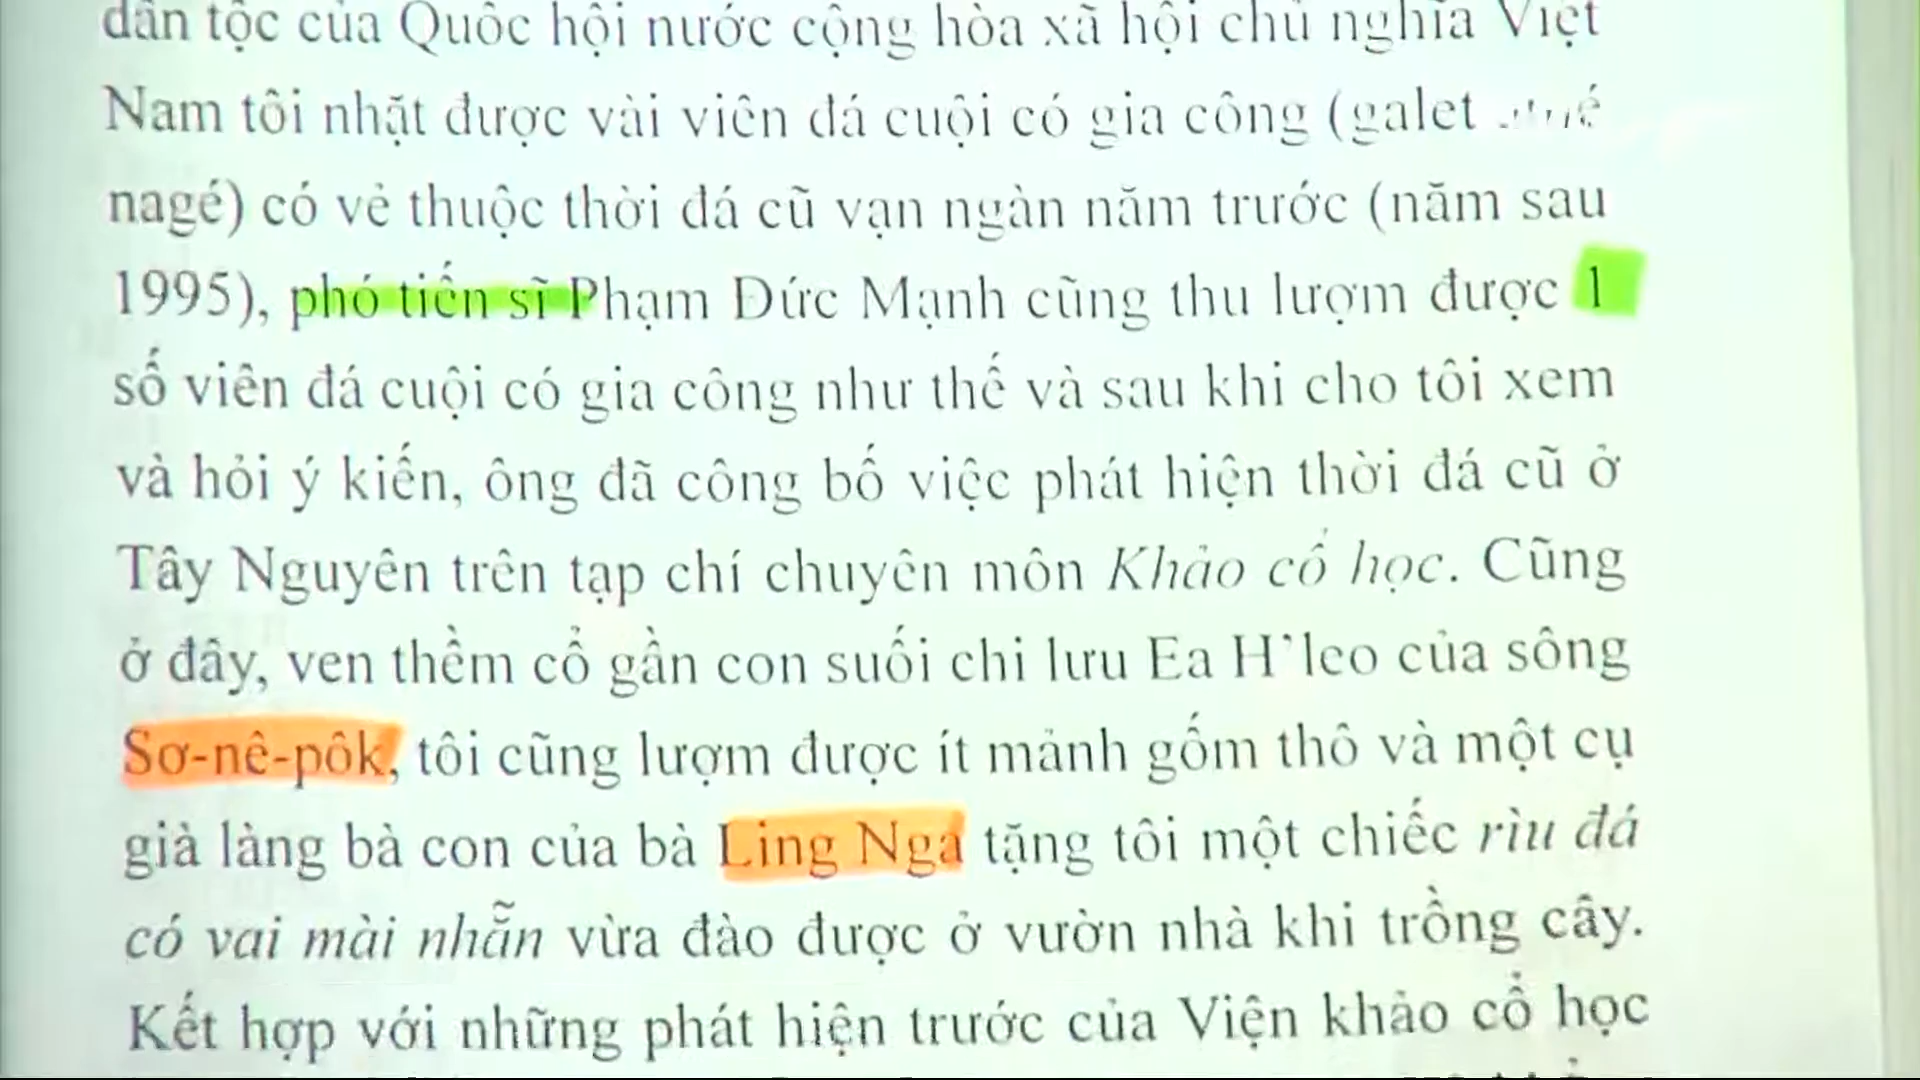 dân tộc của Quốc hội nước cộng hòa xã hội chủ nghĩa Việt
Nam tôi nhặt được vài viên đá cuội có gia công (galet
nagé) có vẻ thuộc thời đá cũ vạn ngàn năm trước (năm sau
1995), phó tiến sĩ Phạm Đức Mạnh cũng thu lượm được 1
số viên đá cuội có gia công như thế và sau khi cho tôi xem
và hỏi ý kiến, ông đã công bố việc phát hiện thời đá cũ ở
Tây Nguyên trên tạp chí chuyên môn Khảo cổ học. Cũng
ở đây, ven thềm cổ gần con suối chi lưu Ea H'leo của sông
Sơ-nê-pôk, tôi cũng lượm được ít mảnh gốm thô và một cụ
già làng bà con của bà Ling Nga tặng tôi một chiếc rìu đá
có vai mài nhẵn vừa đào được ở vườn nhà khi trồng cây.
Kết hợp với những phát hiện trước của Viện khảo cổ học